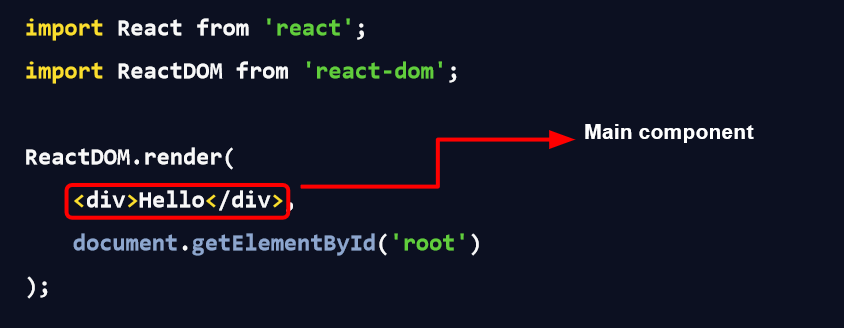 import React from 'react';
import ReactDOM from 'react-dom';
ReactDOM.render(
<div>Hello</div>,
document.getElementById('root')
);
Main component